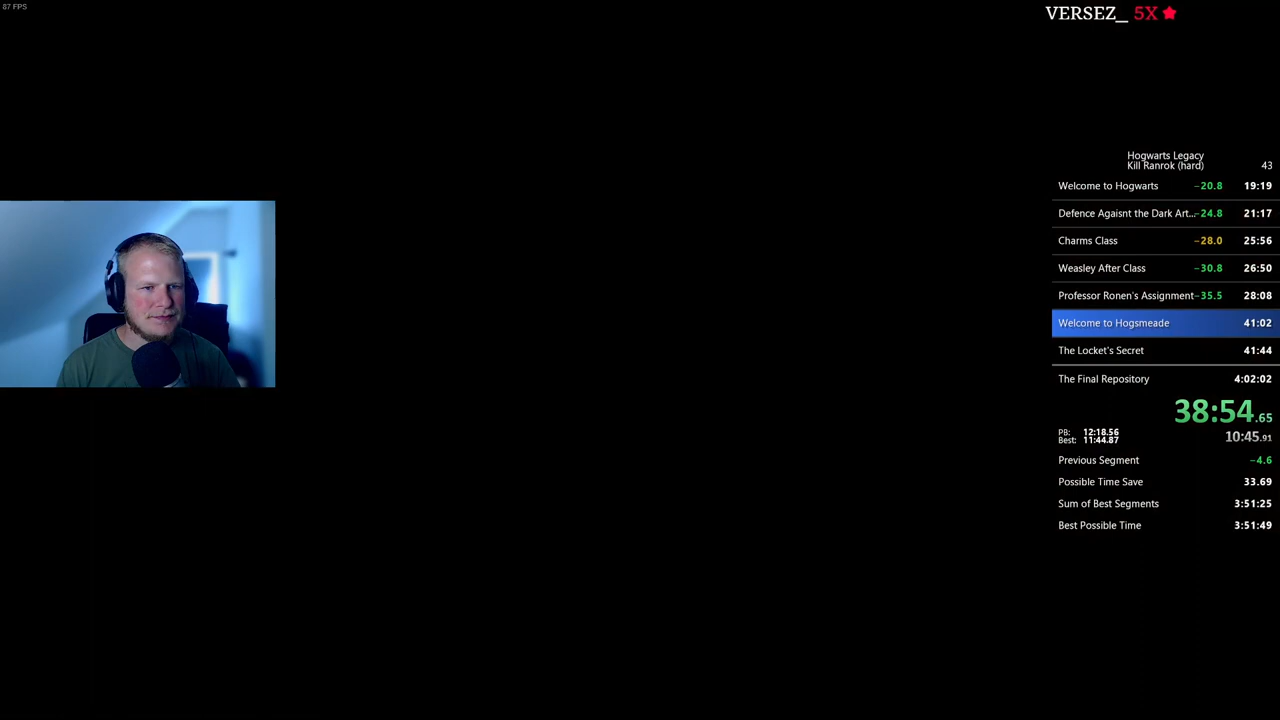 87 FPS
VERSEZ_ 5X
Hogwarts Legacy
Kill Ranrok (hard) 43
Welcome to Hogwarts -20.8 19:19
Defence Agaisnt the Dark Art... -24.8 21:17
Charms Class -28.0 25:56
Weasley After Class -30.8 26:50
Professor Ronen's Assignment -35.5 28:08
Welcome to Hogsmeade 41:02
The Locket's Secret 41:44
The Final Repository 4:02:02
38:54.65
PB: 12:18.56 10:45.91
Best: 11:44.87
Previous Segment -4.6
Possible Time Save 33.69
Sum of Best Segments 3:51:25
Best Possible Time 3:51:49